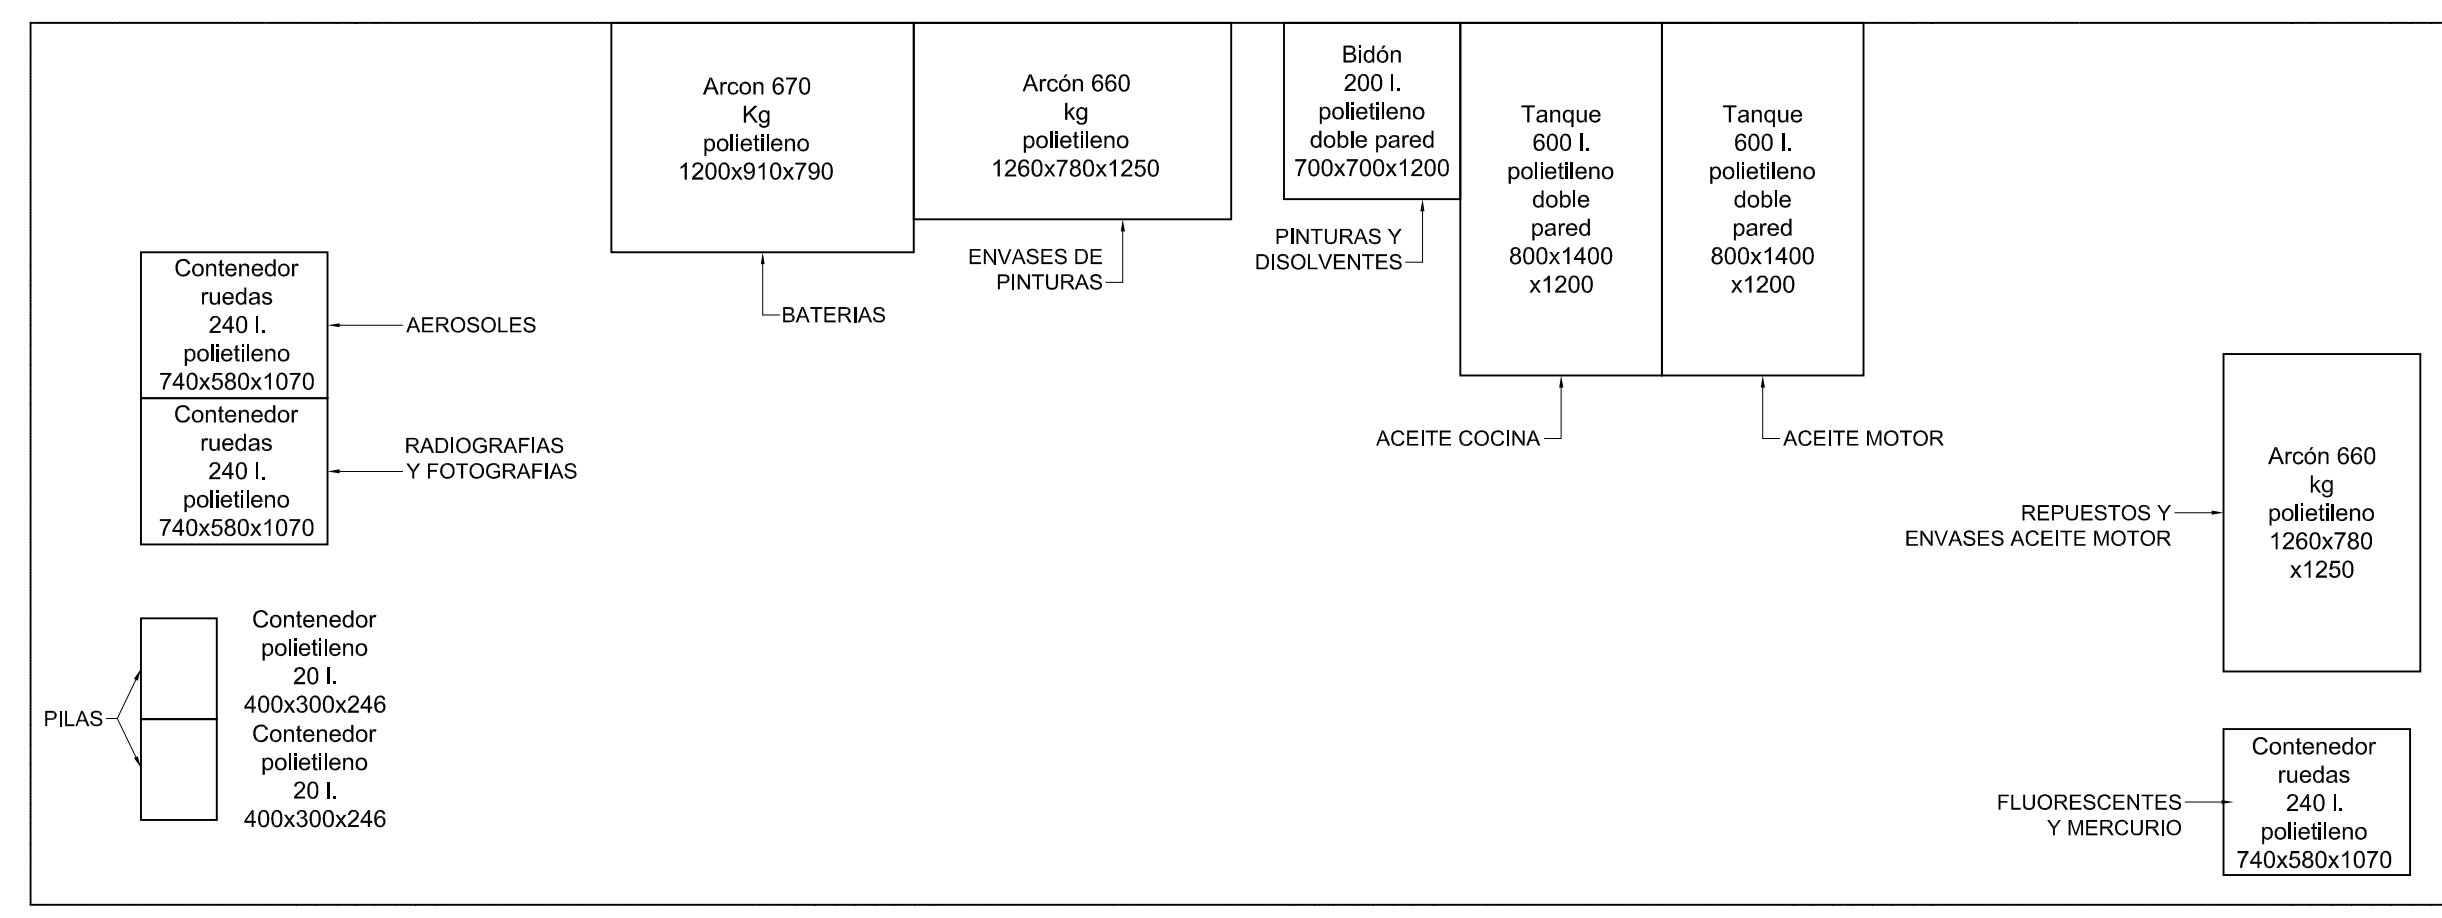 Arcon 670
Kg
polietileno
1200x910x790
BATERIAS
Arcón 660
kg
polietileno
1260x780x1250
ENVASES DE
PINTURAS
Bidón
200 l.
polietileno
doble pared
700x700x1200
PINTURAS Y
DISOLVENTES
Tanque
600 l.
polietileno
doble
pared
800x1400
x1200
ACEITE COCINA
Tanque
600 l.
polietileno
doble
pared
800x1400
x1200
ACEITE MOTOR
Contenedor
ruedas
240 l.
polietileno
740x580x1070
AEROSOLES
Contenedor
ruedas
240 l.
polietileno
740x580x1070
RADIOGRAFIAS
Y FOTOGRAFIAS
Arcón 660
kg
polietileno
1260x780
x1250
REPUESTOS Y
ENVASES ACEITE MOTOR
PILAS
Contenedor
polietileno
20 l.
400x300x246
Contenedor
polietileno
20 l.
400x300x246
FLUORESCENTES
Y MERCURIO
Contenedor
ruedas
240 l.
polietileno
740x580x1070